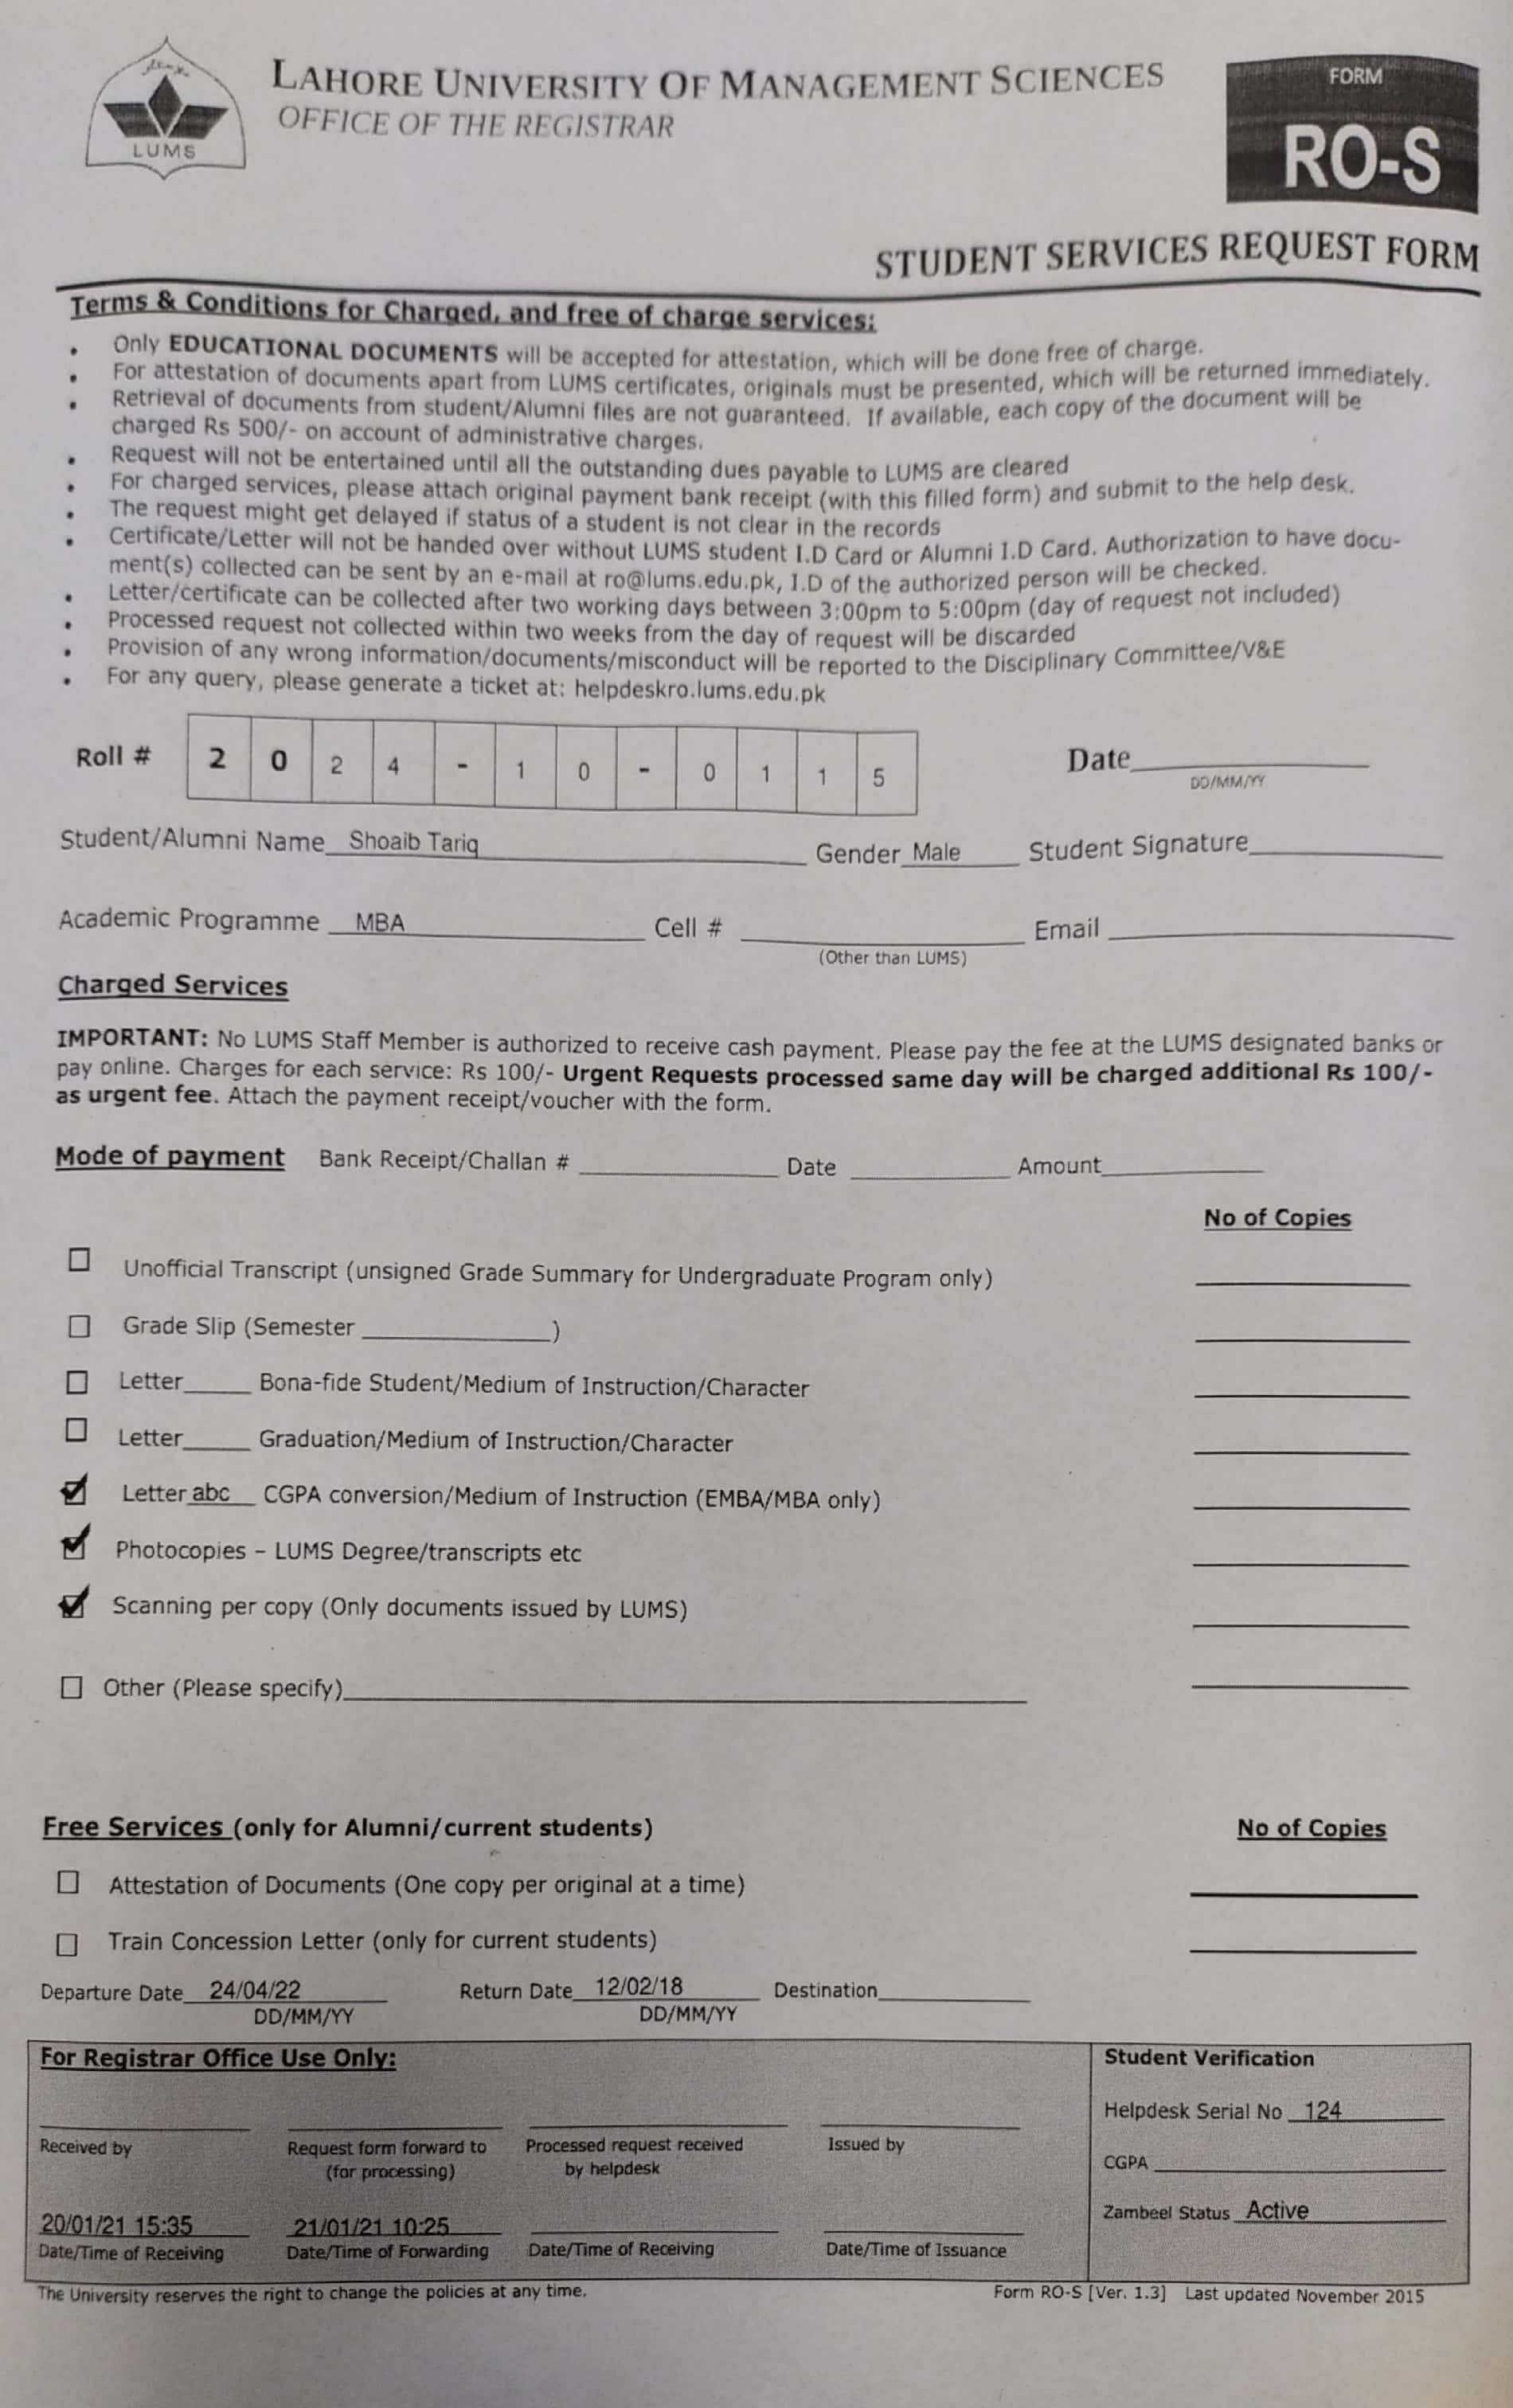 LUMS
LAHORE UNIVERSITY OF MANAGEMENT SCIENCES
OFFICE OF THE REGISTRAR
FORM
RO-S
STUDENT SERVICES REQUEST FORM
Terms & Conditions for Charged, and free of charge services:
• Only EDUCATIONAL DOCUMENTS will be accepted for attestation, which will be done free of charge.
• For attestation of documents apart from LUMS certificates, originals must be presented, which will be returned immediately.
• Retrieval of documents from student/Alumni files are not guaranteed. If available, each copy of the document will be
charged Rs 500/- on account of administrative charges.
• Request will not be entertained until all the outstanding dues payable to LUMS are cleared
• For charged services, please attach original payment bank receipt (with this filled form) and submit to the help desk.
• The request might get delayed if status of a student is not clear in the records
• Certificate/Letter will not be handed over without LUMS student I.D Card or Alumni I.D Card. Authorization to have docu-
ment(s) collected can be sent by an e-mail at ro@lums.edu.pk, I.D of the authorized person will be checked.
• Letter/certificate can be collected after two working days between 3:00pm to 5:00pm (day of request not included)
• Processed request not collected within two weeks from the day of request will be discarded
• Provision of any wrong information/documents/misconduct will be reported to the Disciplinary Committee/V&E
• For any query, please generate a ticket at: helpdeskro.lums.edu.pk
Roll # 2 0 2 4 - 1 0 - 0 1 1 5 Date
DD/MM/YY
Student/Alumni Name Shoaib Tariq Gender Male Student Signature
Academic Programme MBA Cell # Email
(Other than LUMS)
Charged Services
IMPORTANT: No LUMS Staff Member is authorized to receive cash payment. Please pay the fee at the LUMS designated banks or
pay online. Charges for each service: Rs 100/- Urgent Requests processed same day will be charged additional Rs 100/-
as urgent fee. Attach the payment receipt/voucher with the form.
Mode of payment Bank Receipt/Challan # Date Amount
No of Copies
Unofficial Transcript (unsigned Grade Summary for Undergraduate Program only)
Grade Slip (Semester )
Letter Bona-fide Student/Medium of Instruction/Character
Letter Graduation/Medium of Instruction/Character
Letter abc CGPA conversion/Medium of Instruction (EMBA/MBA only)
Photocopies – LUMS Degree/transcripts etc
Scanning per copy (Only documents issued by LUMS)
Other (Please specify)
Free Services (only for Alumni/current students) No of Copies
Attestation of Documents (One copy per original at a time)
Train Concession Letter (only for current students)
Departure Date 24/04/22 Return Date 12/02/18 Destination
DD/MM/YY DD/MM/YY
For Registrar Office Use Only:
Received by Request form forward to Processed request received Issued by
(for processing) by helpdesk
20/01/21 15:35 21/01/21 10:25
Date/Time of Receiving Date/Time of Forwarding Date/Time of Receiving Date/Time of Issuance
Student Verification
Helpdesk Serial No 124
CGPA
Zambeel Status Active
The University reserves the right to change the policies at any time. Form RO-S [Ver. 1.3] Last updated November 2015